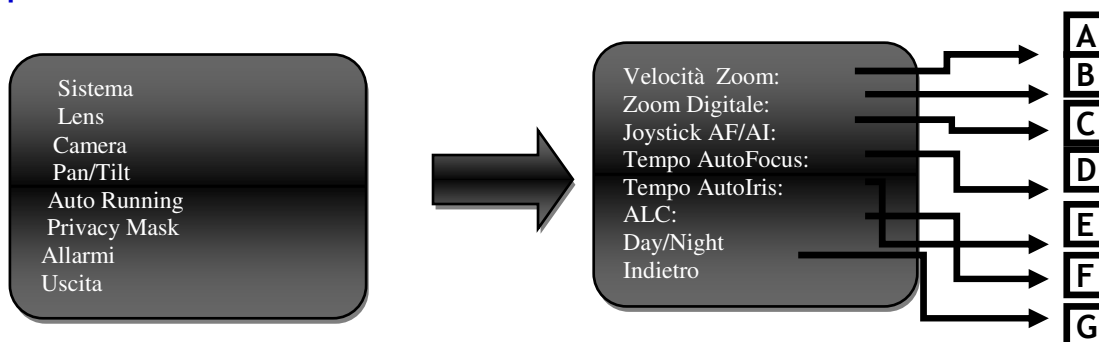 Sistema
Lens
Camera
Pan/Tilt
Auto Running
Privacy Mask
Allarmi
Uscita
Velocità Zoom:
Zoom Digitale:
Joystick AF/AI:
Tempo AutoFocus:
Tempo AutoIris:
ALC:
Day/Night
Indietro
A
B
C
D
E
F
G